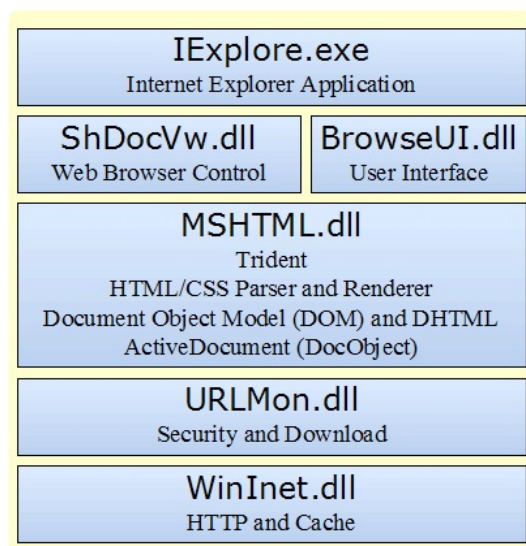 IExplore.exe
Internet Explorer Application
ShDocVw.dll
Web Browser Control
BrowseUI.dll
User Interface
MSHTML.dll
Trident
HTML/CSS Parser and Renderer
Document Object Model (DOM) and DHTML
ActiveDocument (DocObject)
URLMon.dll
Security and Download
WinInet.dll
HTTP and Cache